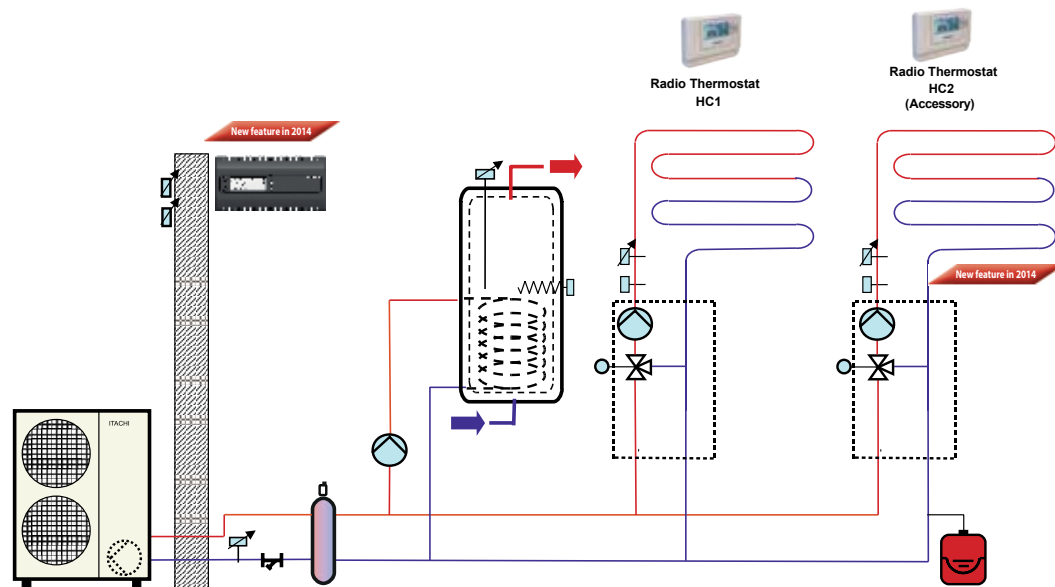 Radio Thermostat
HC1
Radio Thermostat
HC2
(Accessory)
New feature in 2014
New feature in 2014
ITACHI